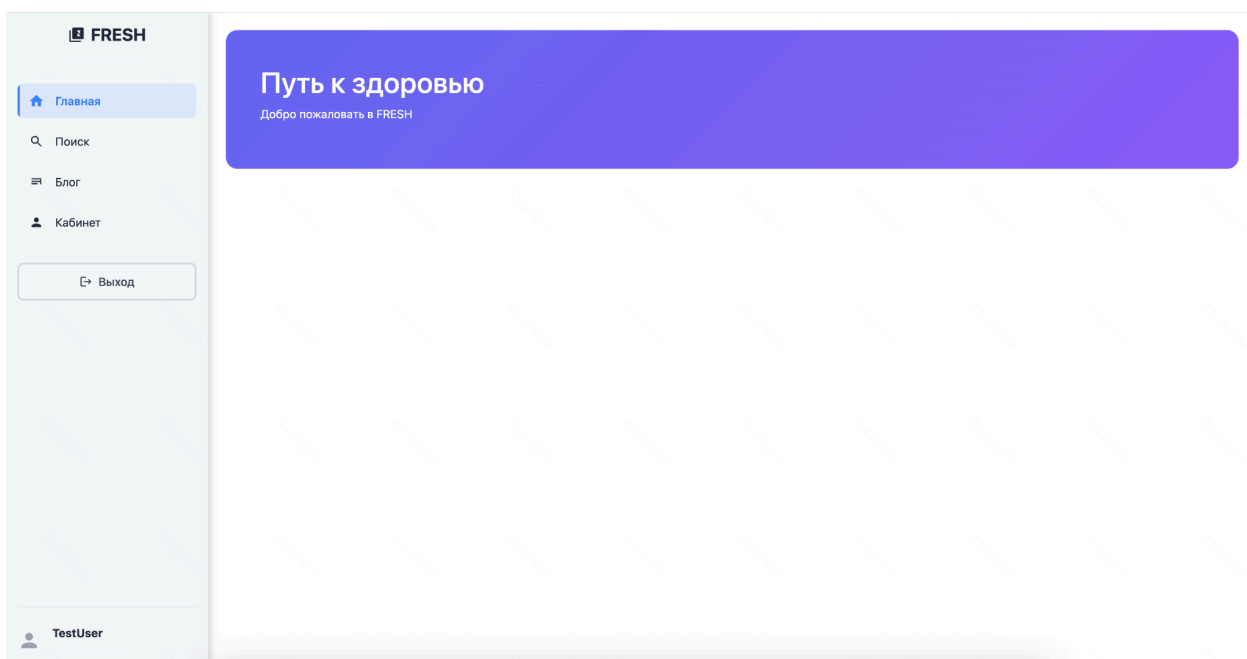 FRESH
Главная
Поиск
Блог
Кабинет
Выход
TestUser
Путь к здоровью
Добро пожаловать в FRESH